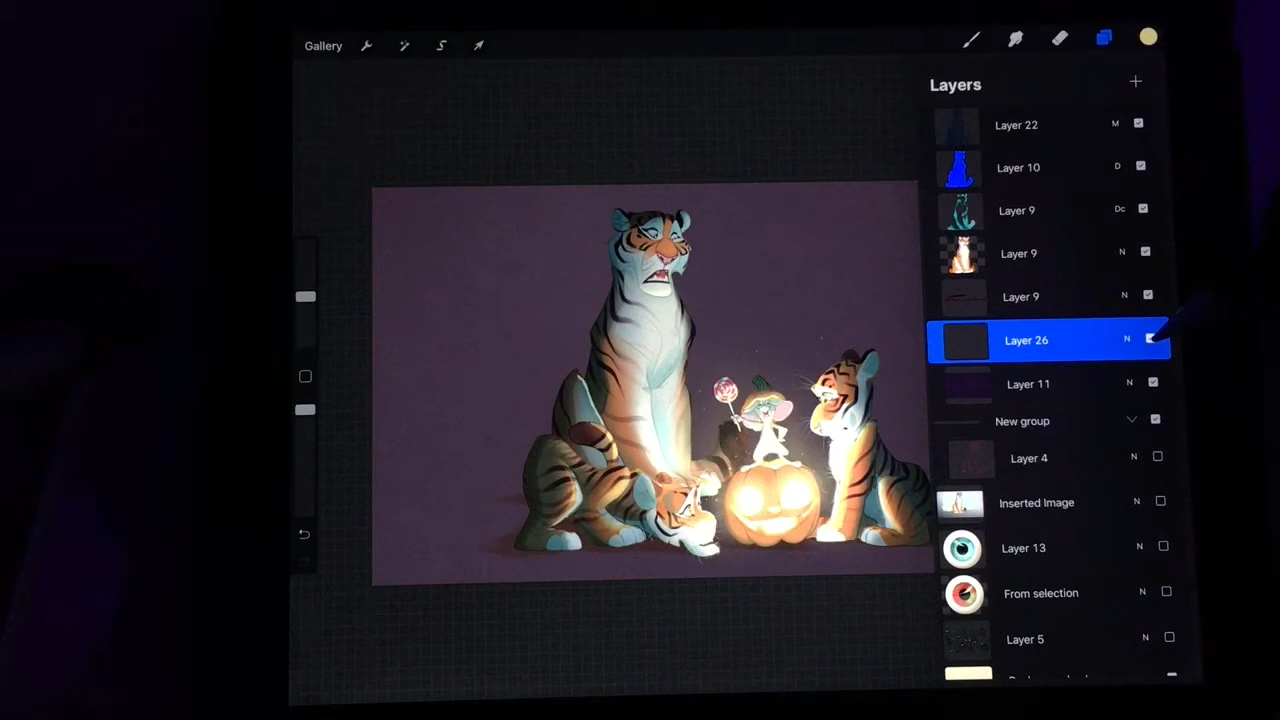 Gallery
Layers
Layer 22 M
Layer 10 D
Layer 9 Dc
Layer 9 N
Layer 9 N
Layer 26 N
Layer 11 N
New group
Layer 4 N
Inserted Image N
Layer 13 N
From selection N
Layer 5 N